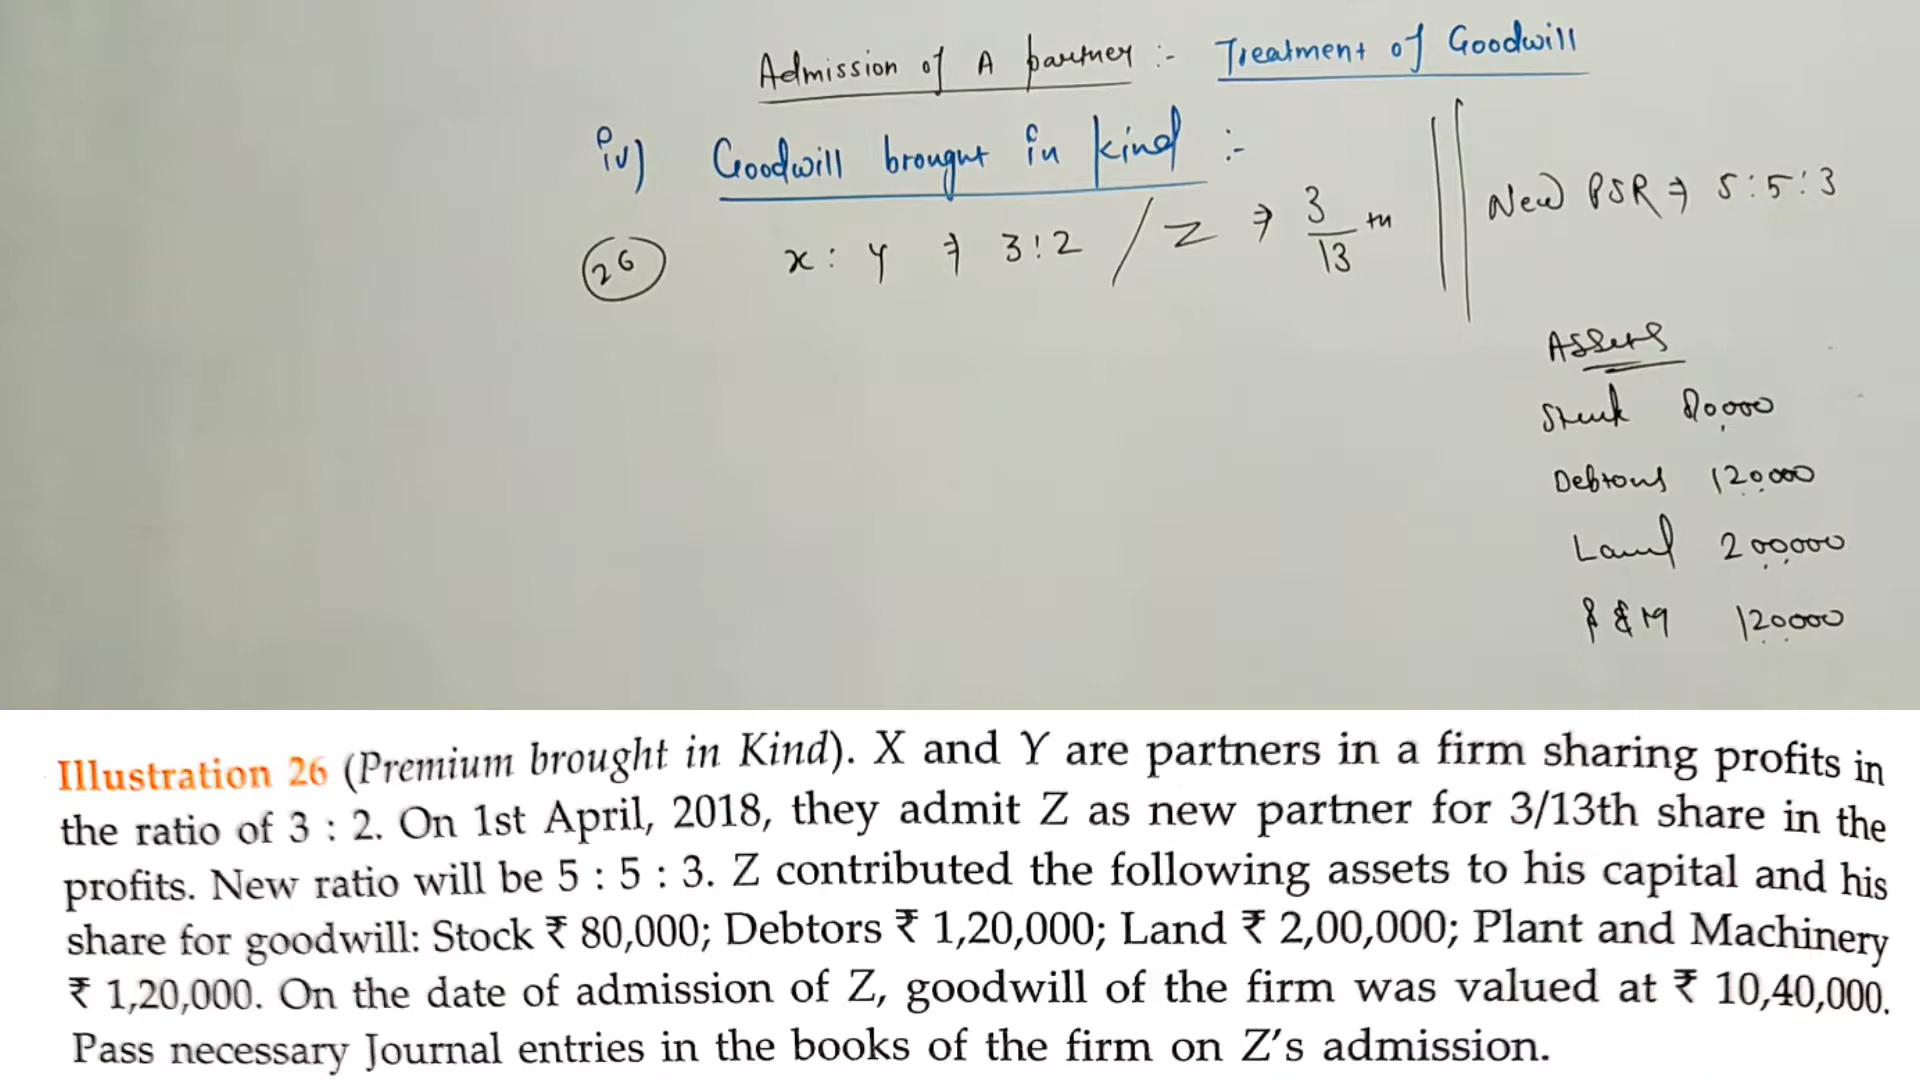 Admission of A partner :- Treatment of Goodwill
iv) Goodwill brought in kind :-
26 x : y ⇒ 3:2 / Z ⇒ 3/13 th
New PSR ⇒ 5:5:3
Assets
Stock 80,000
Debtors 120,000
Land 200,000
P & M 120000
Illustration 26 (Premium brought in Kind). X and Y are partners in a firm sharing profits in
the ratio of 3 : 2. On 1st April, 2018, they admit Z as new partner for 3/13th share in the
profits. New ratio will be 5 : 5 : 3. Z contributed the following assets to his capital and his
share for goodwill: Stock ₹ 80,000; Debtors ₹ 1,20,000; Land ₹ 2,00,000; Plant and Machinery
₹ 1,20,000. On the date of admission of Z, goodwill of the firm was valued at ₹ 10,40,000.
Pass necessary Journal entries in the books of the firm on Z's admission.